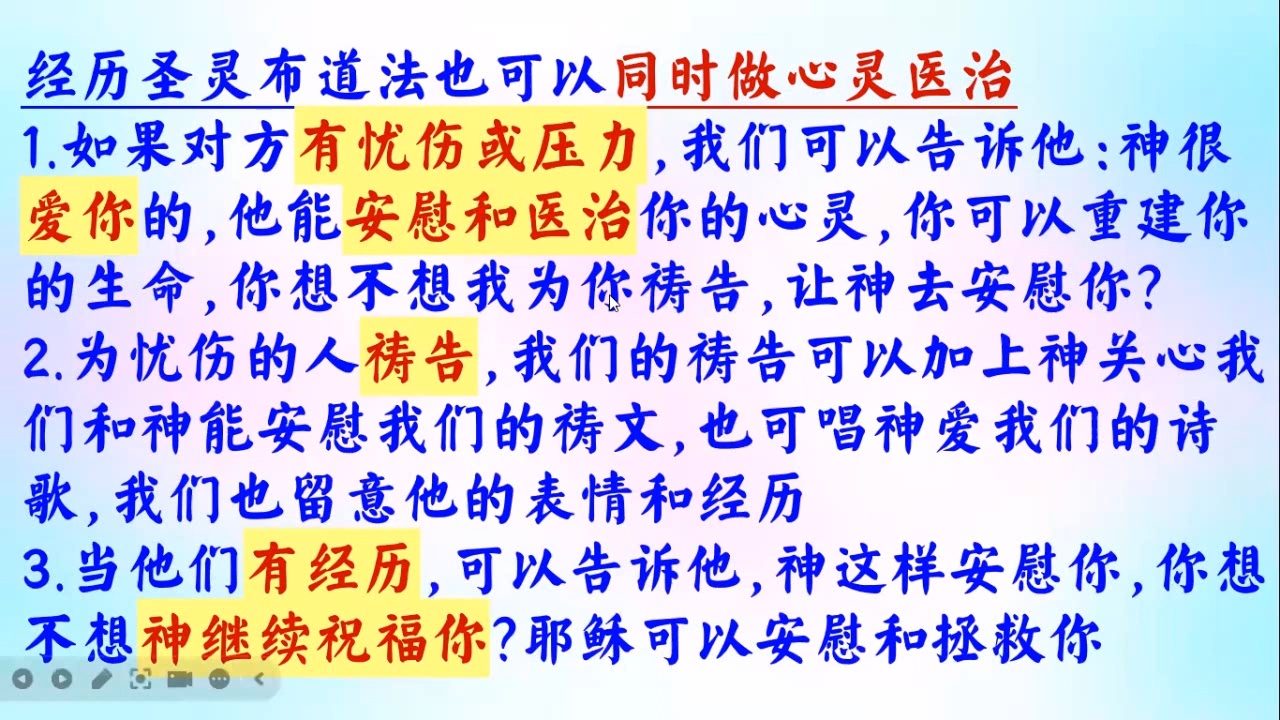 经历圣灵布道法也可以同时做心灵医治
1.如果对方有忧伤或压力,我们可以告诉他:神很
爱你的,他能安慰和医治你的心灵,你可以重建你
的生命,你想不想我为你祷告,让神去安慰你?
2.为忧伤的人祷告,我们的祷告可以加上神关心我
们和神能安慰我们的祷文,也可唱神爱我们的诗
歌,我们也留意他的表情和经历
3.当他们有经历,可以告诉他,神这样安慰你,你想
不想神继续祝福你?耶稣可以安慰和拯救你